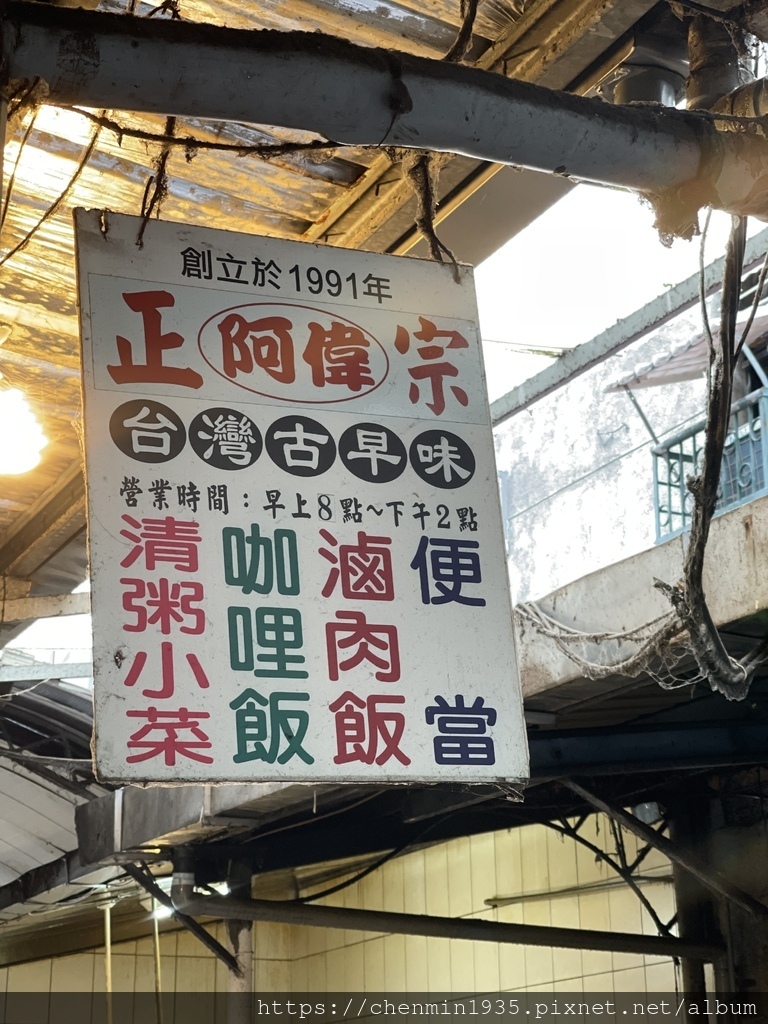 創立於1991年
正阿偉宗
台灣古早味
營業時間：早上8點~下午2點
便當
滷肉飯
咖哩飯
清粥小菜
https://chenmin1935.pixnet.net/album